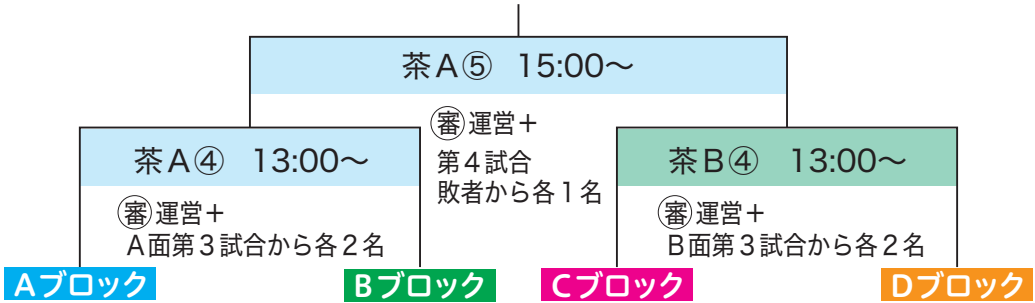 茶A⑤ 15:00～
審運営＋
第４試合
敗者から各１名
茶A④ 13:00～
審運営＋
A面第３試合から各２名
茶B④ 13:00～
審運営＋
B面第３試合から各２名
Aブロック
Bブロック
Cブロック
Dブロック